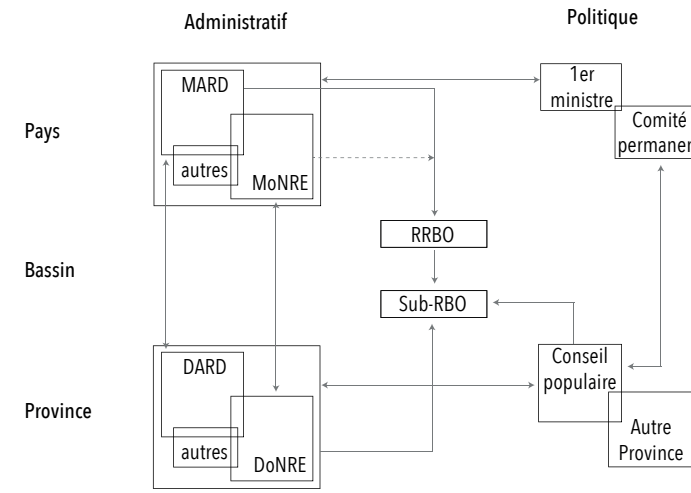 Administratif
Politique
Pays
MARD
autres
MoNRE
1er
ministre
Comité
RRBO
Bassin
Sub-RBO
Province
DARD
autres
DoNRE
Conseil
populaire
Autre
Province